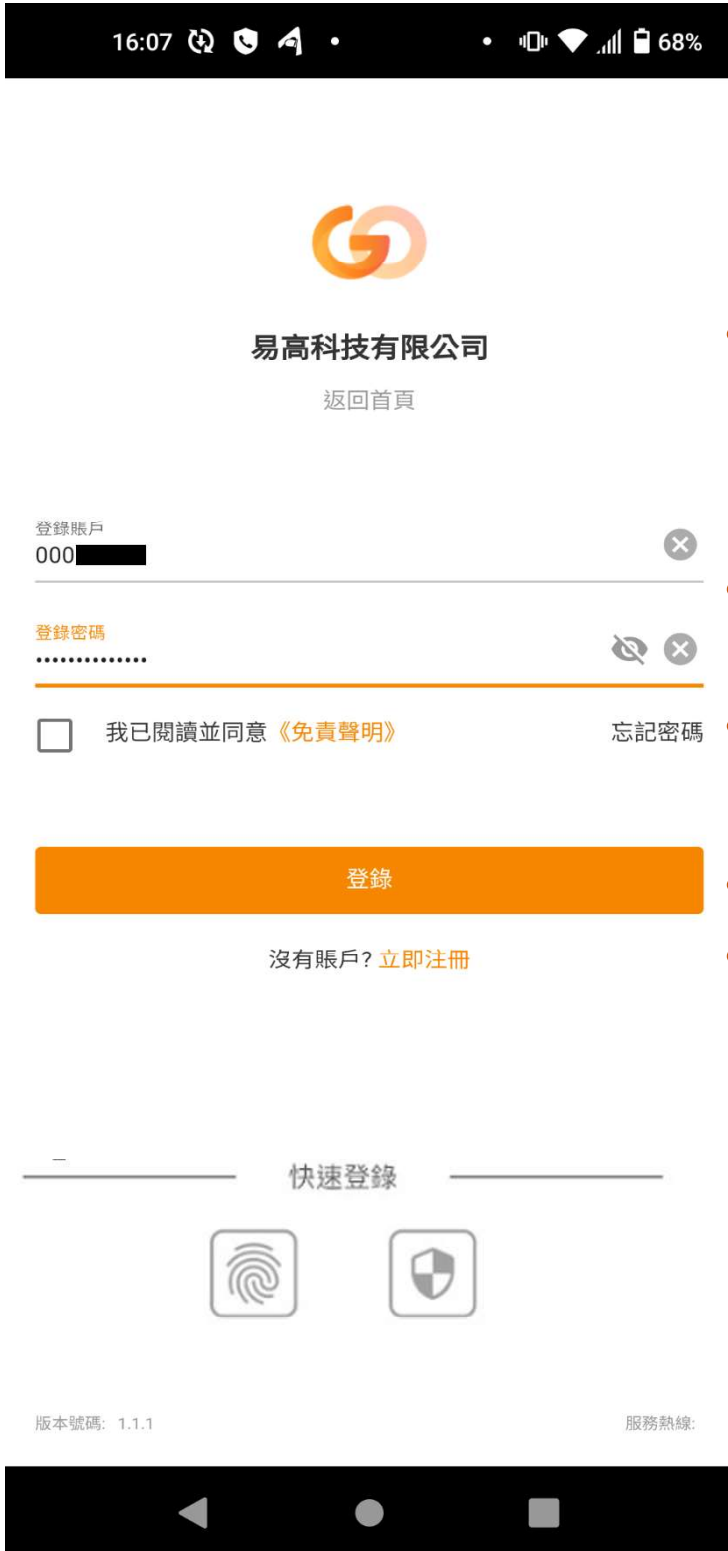 16:07 68%
易高科技有限公司
返回首頁
登錄賬戶
000
登錄密碼
••••••••••••••
我已閱讀並同意《免責聲明》 忘記密碼
登錄
沒有賬戶? 立即注冊
快速登錄
版本號碼: 1.1.1 服務熱線: